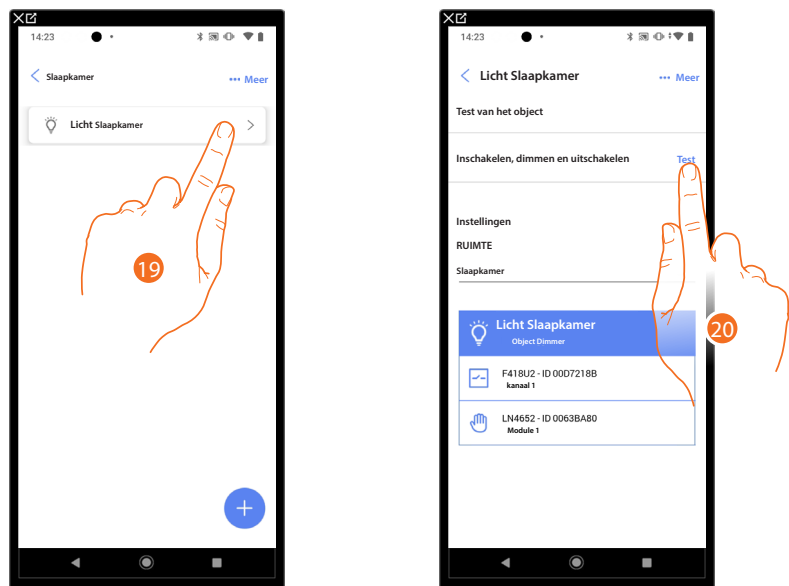 14:23
Slaapkamer
••• Meer
Licht Slaapkamer
19
14:23
Licht Slaapkamer
••• Meer
Test van het object
Inschakelen, dimmen en uitschakelen
Test
Instellingen
RUIMTE
Slaapkamer
Licht Slaapkamer
Object Dimmer
F418U2 - ID 00D7218B
kanaal 1
LN4652 - ID 0063BA80
Module 1
20